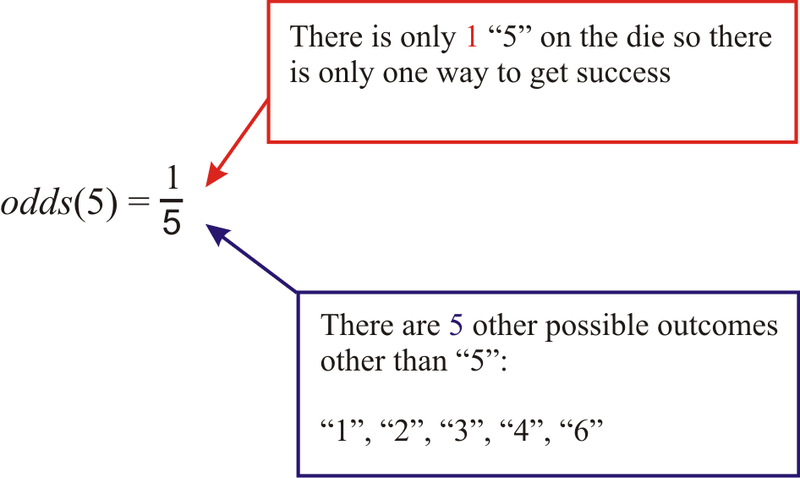 There is only 1 “5” on the die so there
is only one way to get success
odds(5) = 1/5
There are 5 other possible outcomes
other than “5”:
“1”, “2”, “3”, “4”, “6”